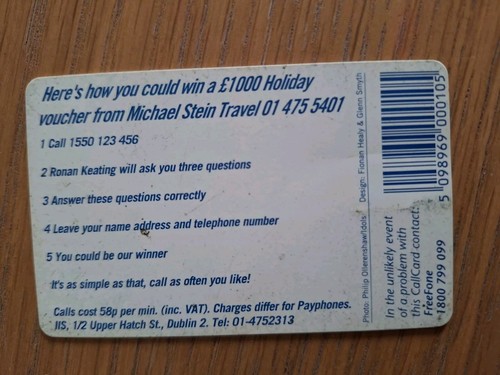 Here's how you could win a £1000 Holiday
voucher from Michael Stein Travel 01 475 5401
1 Call 1550 123 456
2 Ronan Keating will ask you three questions
3 Answer these questions correctly
4 Leave your name address and telephone number
5 You could be our winner
It's as simple as that, call as often you like!
Calls cost 58p per min. (inc. VAT). Charges differ for Payphones.
JIS, 1/2 Upper Hatch St., Dublin 2. Tel: 01-4752313
Photo: Philip Ollerenshaw/Idols Design: Fionan Healy & Glenn Smyth
5 098969 000105
In the unlikely event
of a problem with
this CallCard contact:
FreeFone
1800 799 099